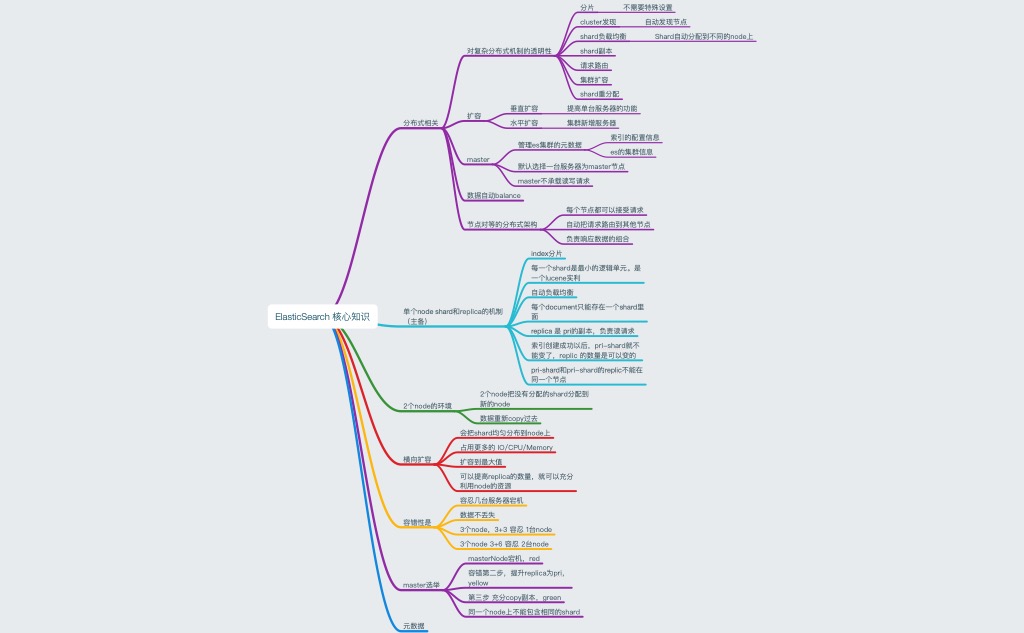 ElasticSearch 核心知识
分布式相关
对复杂分布式机制的透明性
分片
不需要特殊设置
cluster发现
自动发现节点
shard负载均衡
Shard自动分配到不同的node上
shard副本
请求路由
集群扩容
shard重分配
扩容
垂直扩容
提高单台服务器的功能
水平扩容
集群新增服务器
master
管理es集群的元数据
索引的配置信息
es的集群信息
默认选择一台服务器为master节点
master不承载读写请求
数据自动balance
节点对等的分布式架构
每个节点都可以接受请求
自动把请求路由到其他节点
负责响应数据的组合
单个node shard和replica的机制
（主备）
index分片
每一个shard是最小的逻辑单元。是
一个lucene实利
自动负载均衡
每个document只能存在一个shard里
面
replica 是 pri的副本，负责读请求
索引创建成功以后，pri-shard就不
能变了，replic 的数量是可以变的
pri-shard和pri-shard的replic不能在
同一个节点
2个node的环境
2个node把没有分配的shard分配到
新的node
数据重新copy过去
横向扩容
会把shard均匀分布到node上
占用更多的 IO/CPU/Memory
扩容到最大值
可以提高replica的数量，就可以充分
利用node的资源
容错性是
容忍几台服务器宕机
数据不丢失
3个node，3+3 容忍 1台node
3个node 3+6 容忍 2台node
master选举
masterNode宕机，red
容错第二步，提升replica为pri，
yellow
第三步 充分copy副本，green
同一个node上不能包含相同的shard
元数据